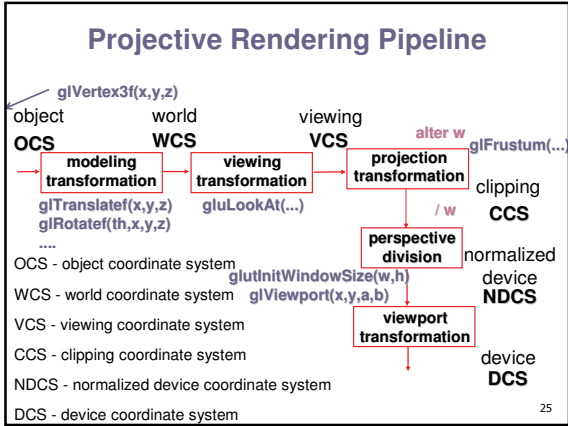 Projective Rendering Pipeline
glVertex3f(x,y,z)
object
OCS
world
WCS
viewing
VCS
alter w
glFrustum(...)
modeling
transformation
viewing
transformation
projection
transformation
glTranslatef(x,y,z)
glRotatef(th,x,y,z)
....
gluLookAt(...)
clipping
CCS
/ w
perspective
division
normalized
device
NDCS
glutInitWindowSize(w,h)
glViewport(x,y,a,b)
viewport
transformation
device
DCS
OCS - object coordinate system
WCS - world coordinate system
VCS - viewing coordinate system
CCS - clipping coordinate system
NDCS - normalized device coordinate system
DCS - device coordinate system
25